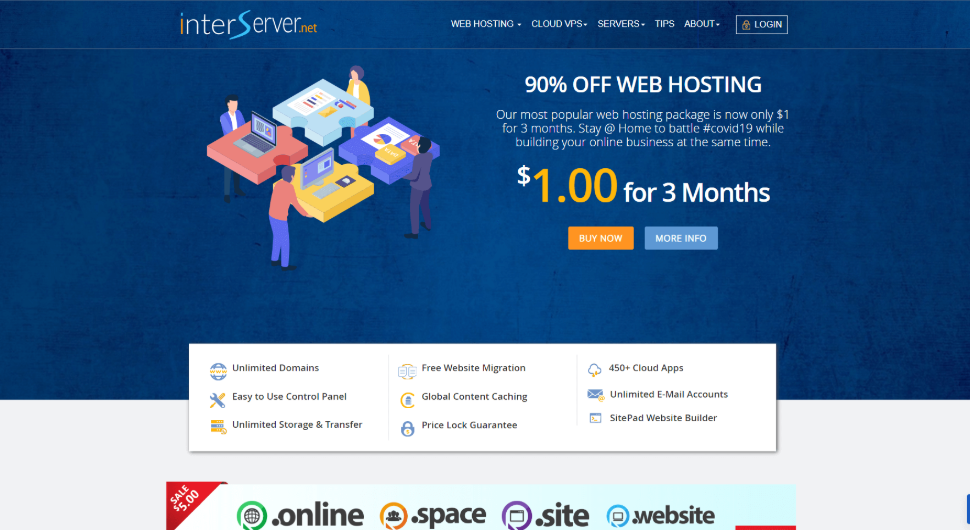 interServer.net
WEB HOSTING
CLOUD VPS
SERVERS
TIPS
ABOUT
LOGIN
90% OFF WEB HOSTING
Our most popular web hosting package is now only $1
for 3 months. Stay @ Home to battle #covid19 while
building your online business at the same time.
$1.00 for 3 Months
BUY NOW
MORE INFO
Unlimited Domains
Easy to Use Control Panel
Unlimited Storage & Transfer
Free Website Migration
Global Content Caching
Price Lock Guarantee
450+ Cloud Apps
Unlimited E-Mail Accounts
SitePad Website Builder
SALE
$5.00
.online
.space
.site
.website